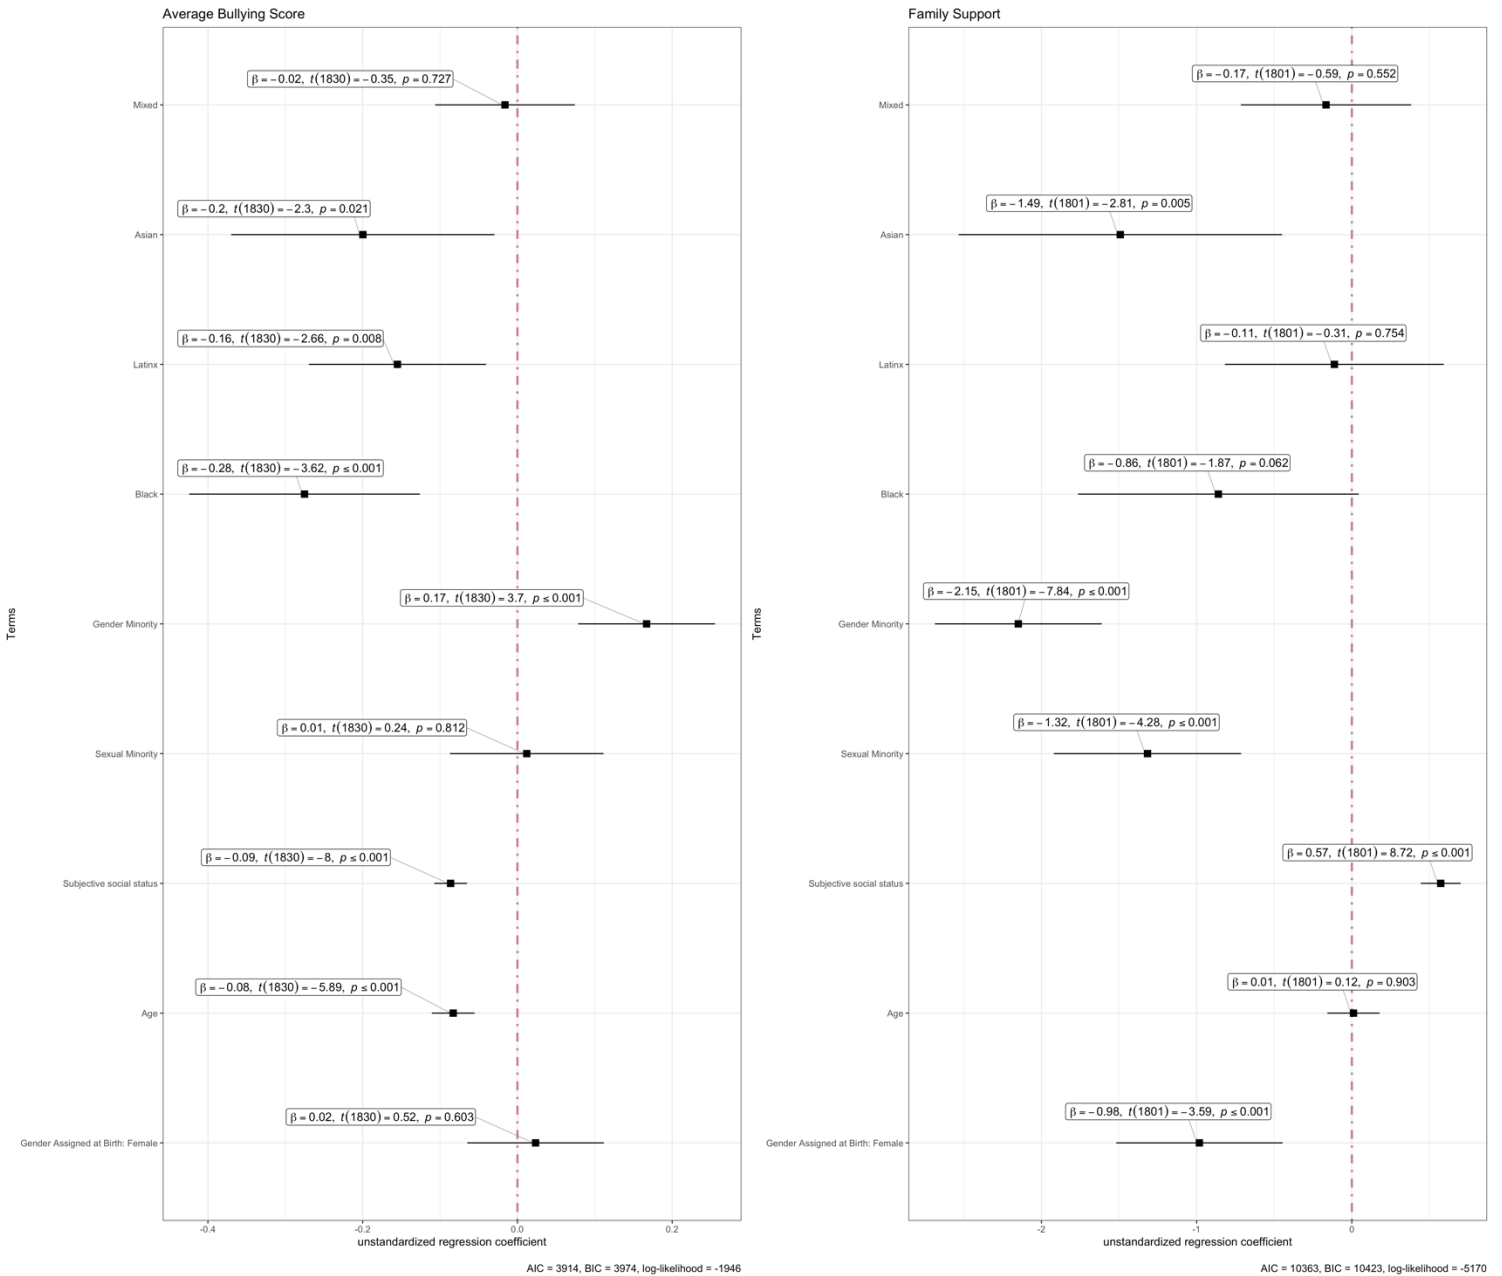 Average Bullying Score
β = −0.02, t(1830) = −0.35, p = 0.727
Mixed
β = −0.2, t(1830) = −2.3, p = 0.021
Asian
β = −0.16, t(1830) = −2.66, p = 0.008
Latinx
β = −0.28, t(1830) = −3.62, p ≤ 0.001
Black
β = 0.17, t(1830) = 3.7, p ≤ 0.001
Gender Minority
Terms
β = 0.01, t(1830) = 0.24, p = 0.812
Sexual Minority
β = −0.09, t(1830) = −8, p ≤ 0.001
Subjective social status
β = −0.08, t(1830) = −5.89, p ≤ 0.001
Age
β = 0.02, t(1830) = 0.52, p = 0.603
Gender Assigned at Birth: Female
-0.4 -0.2 0.0 0.2
unstandardized regression coefficient
AIC = 3914, BIC = 3974, log-likelihood = -1946
Family Support
β = −0.17, t(1801) = −0.59, p = 0.552
Mixed
β = −1.49, t(1801) = −2.81, p = 0.005
Asian
β = −0.11, t(1801) = −0.31, p = 0.754
Latinx
β = −0.86, t(1801) = −1.87, p = 0.062
Black
β = −2.15, t(1801) = −7.84, p ≤ 0.001
Gender Minority
Terms
β = −1.32, t(1801) = −4.28, p ≤ 0.001
Sexual Minority
β = 0.57, t(1801) = 8.72, p ≤ 0.001
Subjective social status
β = 0.01, t(1801) = 0.12, p = 0.903
Age
β = −0.98, t(1801) = −3.59, p ≤ 0.001
Gender Assigned at Birth: Female
-2 -1 0
unstandardized regression coefficient
AIC = 10363, BIC = 10423, log-likelihood = -5170